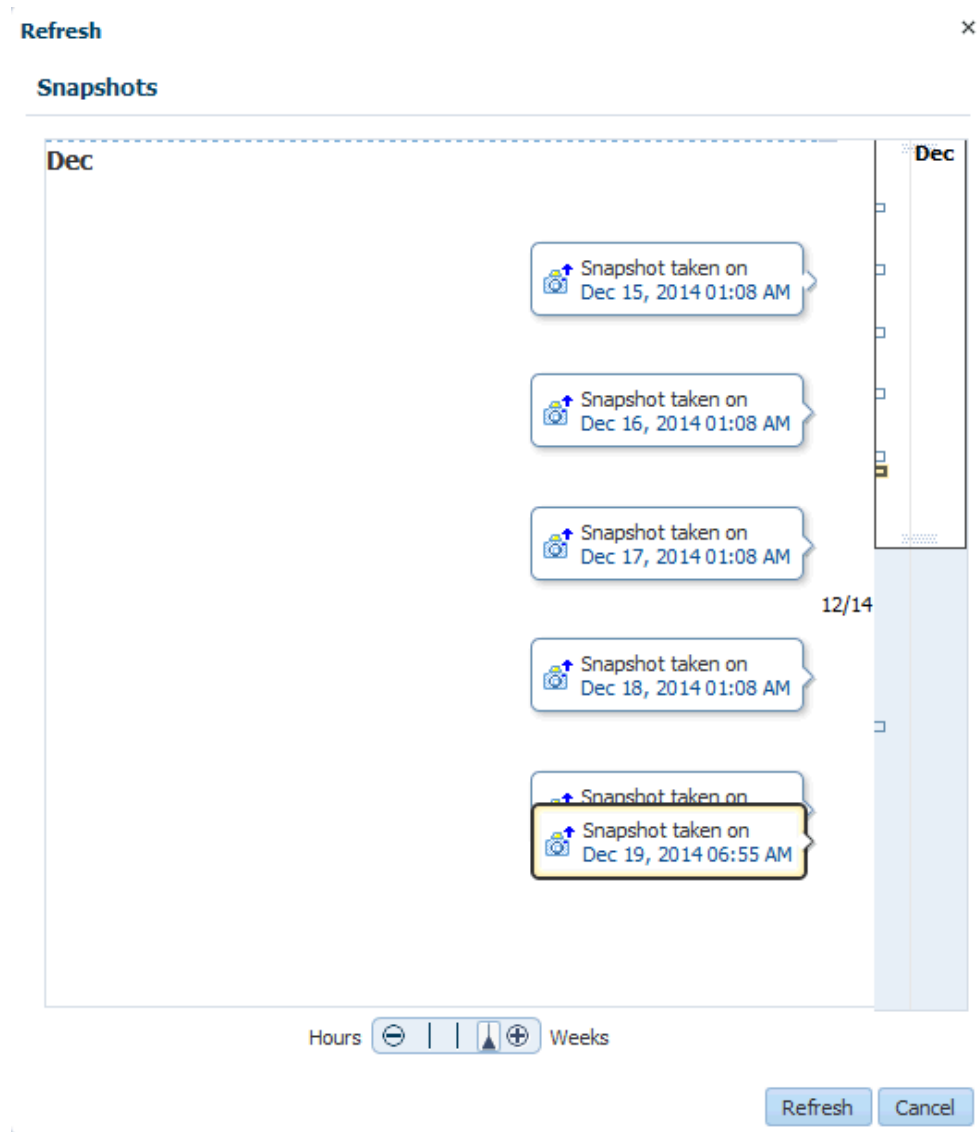 Refresh
Snapshots
Dec
Dec
Snapshot taken on
Dec 15, 2014 01:08 AM
Snapshot taken on
Dec 16, 2014 01:08 AM
Snapshot taken on
Dec 17, 2014 01:08 AM
12/14
Snapshot taken on
Dec 18, 2014 01:08 AM
Snapshot taken on
Snapshot taken on
Dec 19, 2014 06:55 AM
Hours
Weeks
Refresh
Cancel